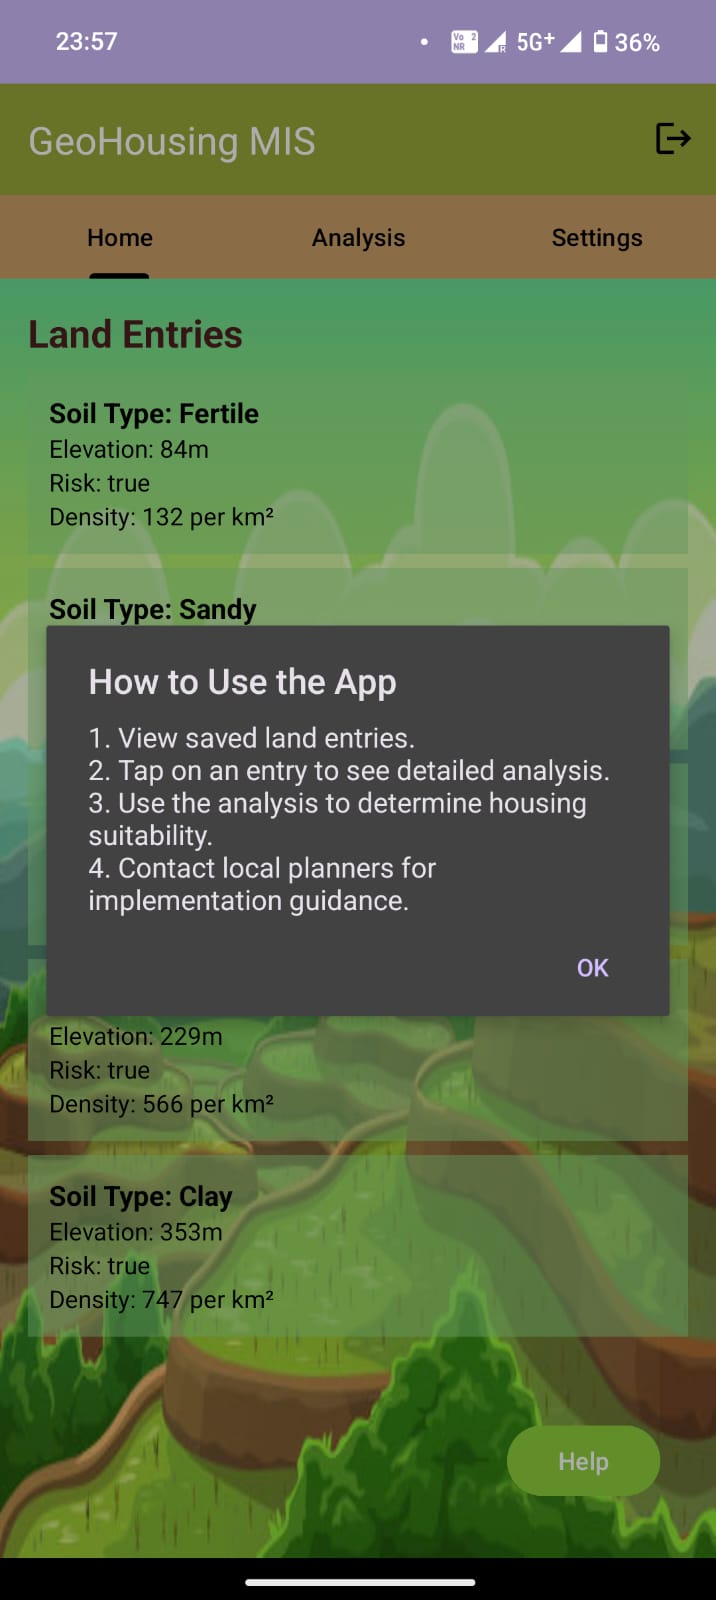 23:57
Vo 2
NR
R
5G+
36%
GeoHousing MIS
Home
Analysis
Settings
Land Entries
Soil Type: Fertile
Elevation: 84m
Risk: true
Density: 132 per km²
Soil Type: Sandy
How to Use the App
1. View saved land entries.
2. Tap on an entry to see detailed analysis.
3. Use the analysis to determine housing
suitability.
4. Contact local planners for
implementation guidance.
OK
Elevation: 229m
Risk: true
Density: 566 per km²
Soil Type: Clay
Elevation: 353m
Risk: true
Density: 747 per km²
Help